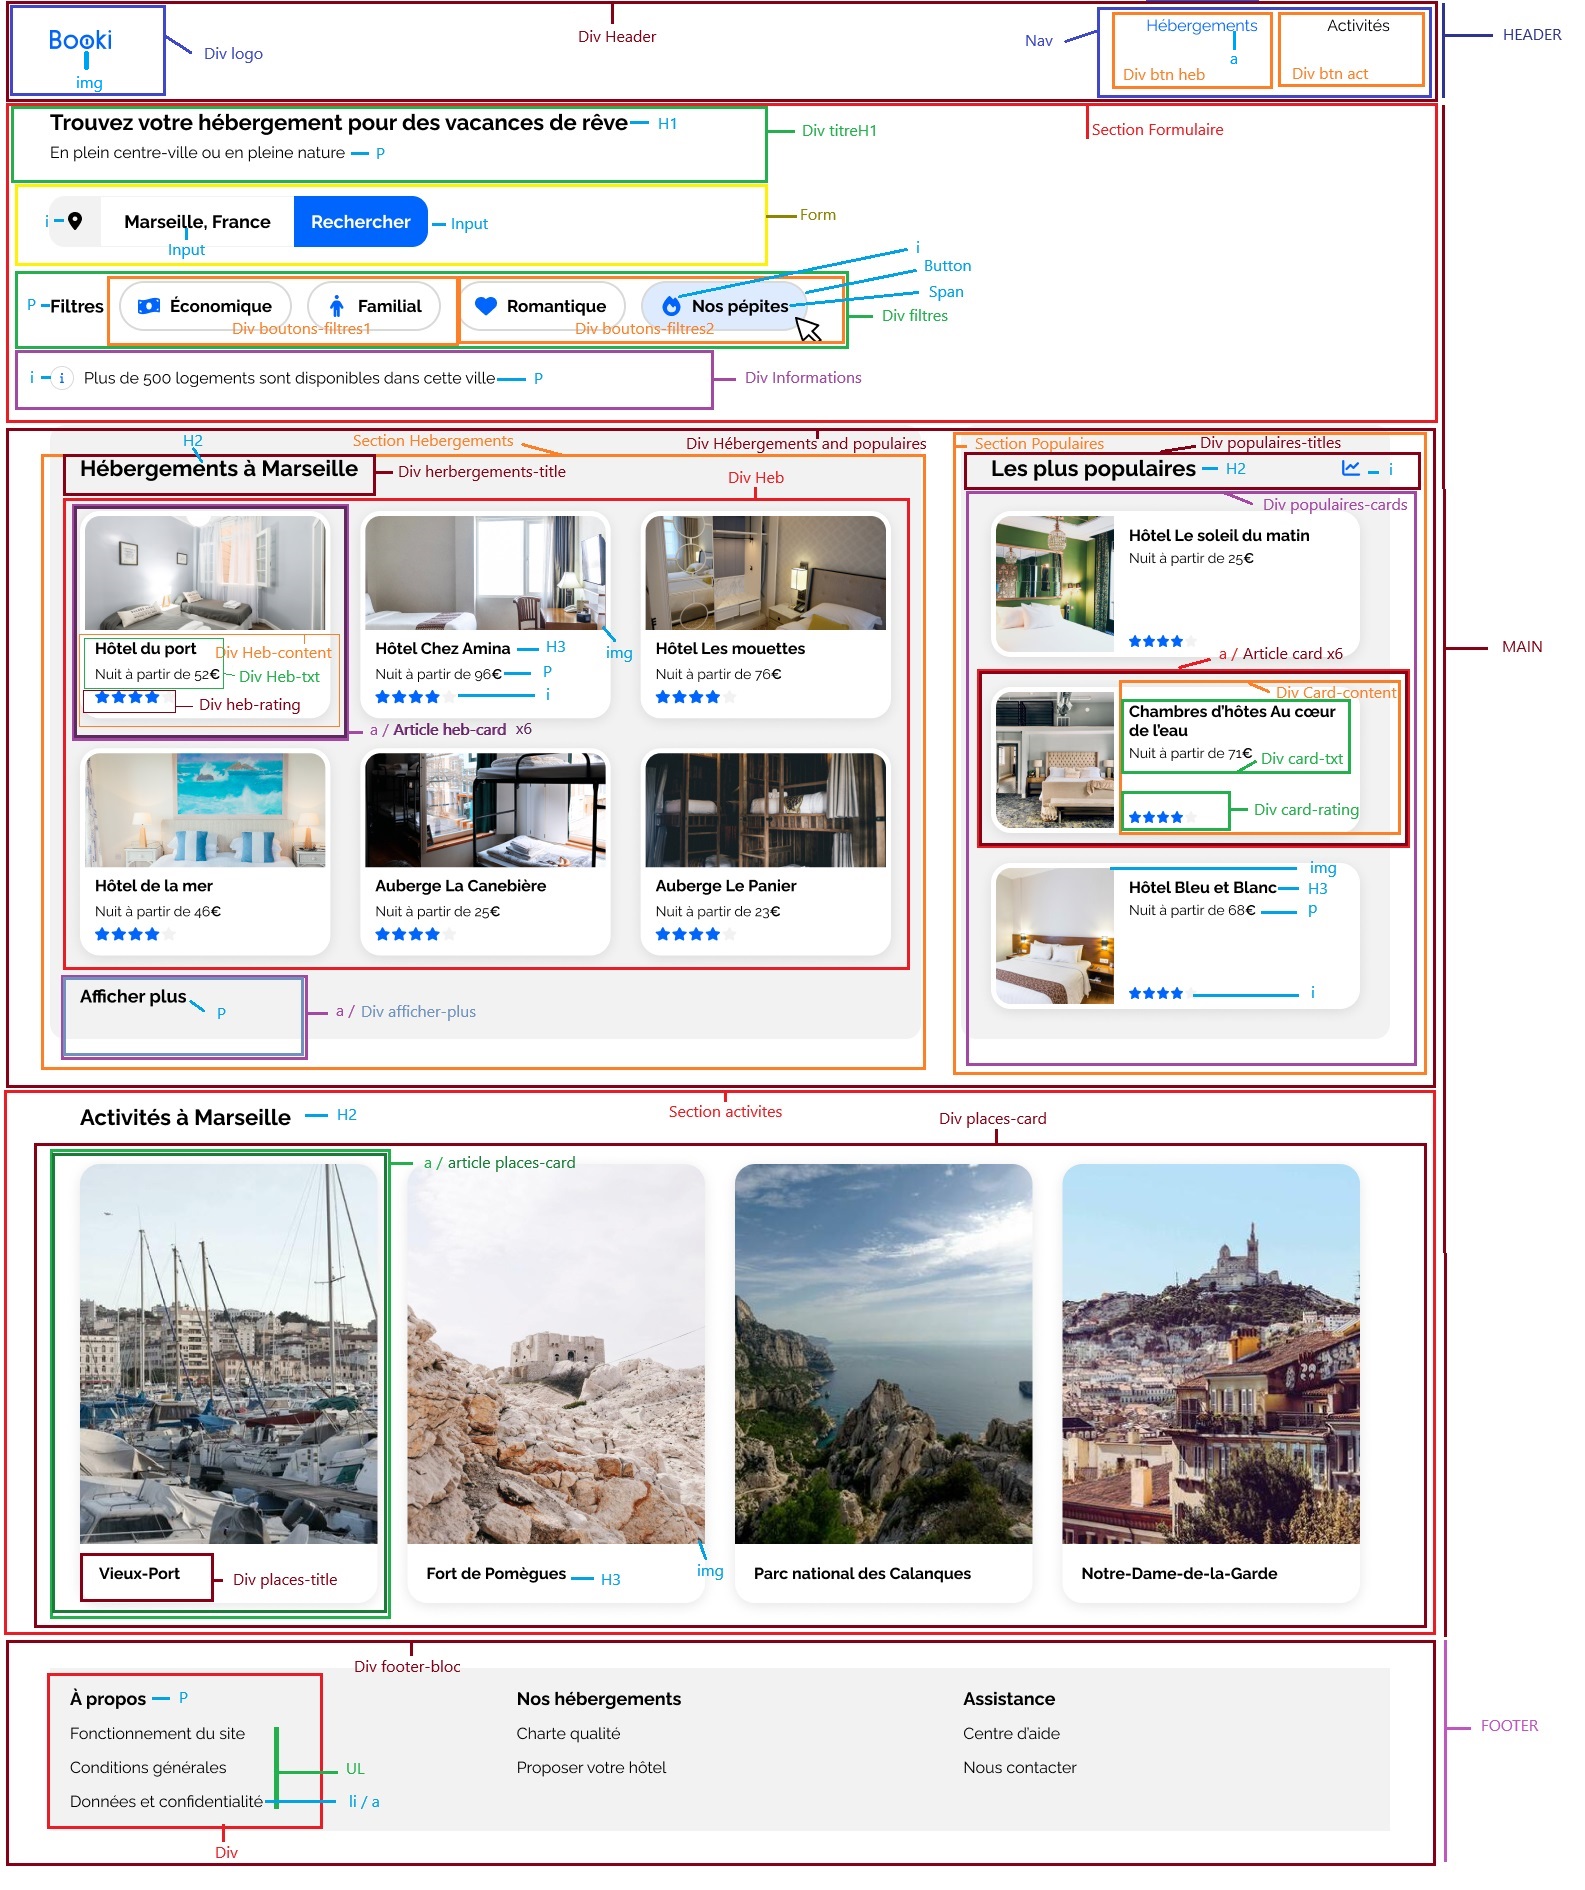 Booki
img
Div logo
Div Header
Nav
Hébergements
a
Div btn heb
Activités
Div btn act
HEADER
Trouvez votre hébergement pour des vacances de rêve
H1
En plein centre-ville ou en pleine nature
P
Div titreH1
Section Formulaire
i
Marseille, France
Input
Rechercher
Input
Form
i
Button
Span
P
Filtres
Économique
Familial
Div boutons-filtres1
Romantique
Nos pépites
Div boutons-filtres2
Div filtres
i
i
Plus de 500 logements sont disponibles dans cette ville
P
Div Informations
H2
Section Hebergements
Div Hébergements and populaires
Hébergements à Marseille
Div herbergements-title
Div Heb
Hôtel du port
Nuit à partir de 52€
Div Heb-content
Div Heb-txt
Div heb-rating
Hôtel Chez Amina
H3
img
Nuit à partir de 96€
P
i
Hôtel Les mouettes
Nuit à partir de 76€
a / Article heb-card x6
Hôtel de la mer
Nuit à partir de 46€
Auberge La Canebière
Nuit à partir de 25€
Auberge Le Panier
Nuit à partir de 23€
Afficher plus
P
a / Div afficher-plus
Section Populaires
Div populaires-titles
Les plus populaires
H2
i
Div populaires-cards
Hôtel Le soleil du matin
Nuit à partir de 25€
a / Article card x6
Div Card-content
Chambres d'hôtes Au cœur
de l'eau
Nuit à partir de 71€
Div card-txt
Div card-rating
img
Hôtel Bleu et Blanc
H3
Nuit à partir de 68€
p
i
MAIN
Activités à Marseille
H2
Section activites
Div places-card
a / article places-card
Vieux-Port
Div places-title
Fort de Pomègues
H3
img
Parc national des Calanques
Notre-Dame-de-la-Garde
Div footer-bloc
À propos
P
Fonctionnement du site
Conditions générales
UL
Données et confidentialité
li / a
Div
Nos hébergements
Charte qualité
Proposer votre hôtel
Assistance
Centre d'aide
Nous contacter
FOOTER